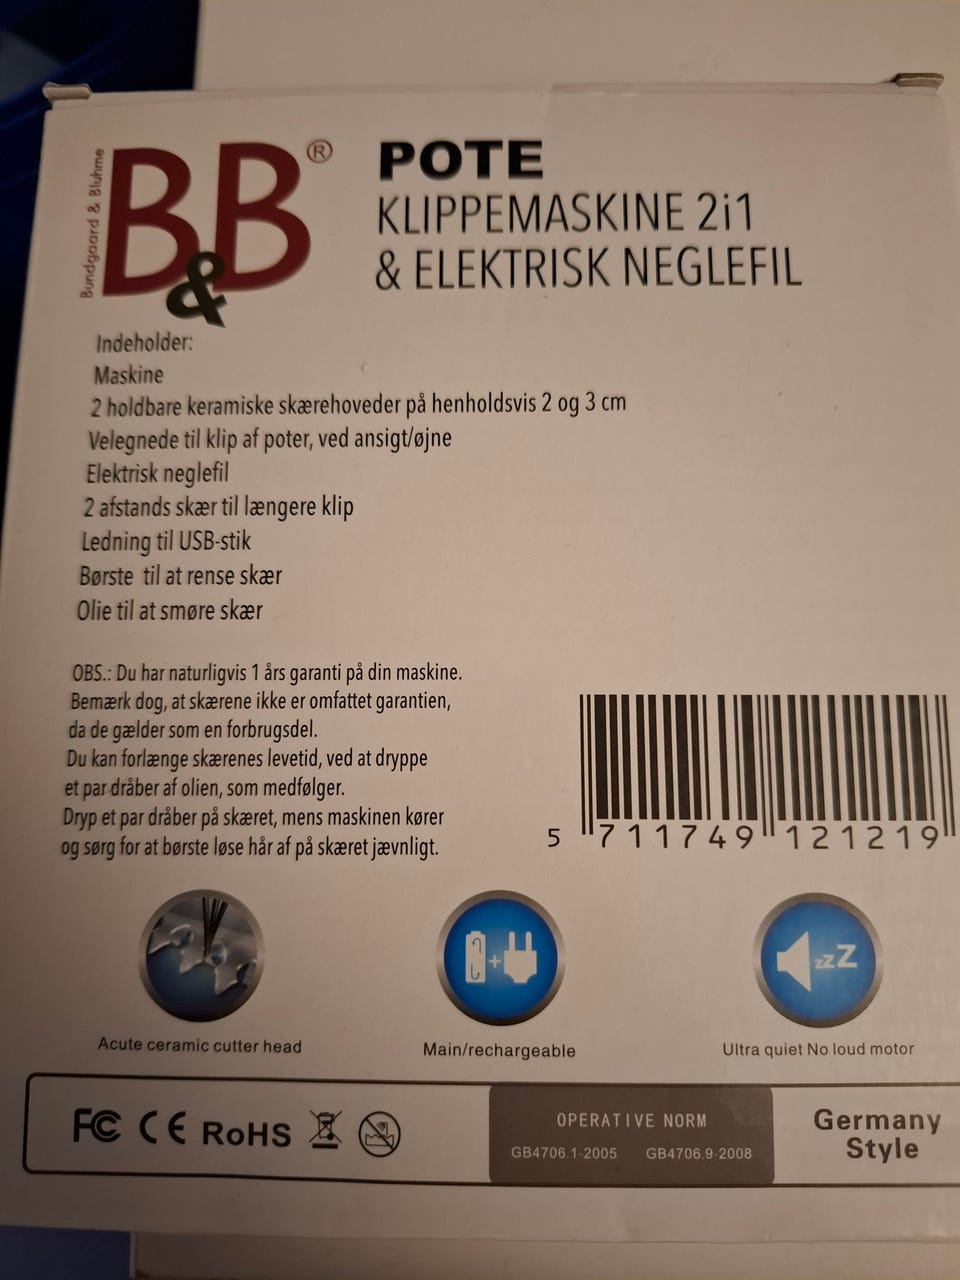 Bundgaard & Bluhme
B&B®
POTE
KLIPPEMASKINE 2i1
& ELEKTRISK NEGLEFIL
Indeholder:
Maskine
2 holdbare keramiske skærehoveder på henholdsvis 2 og 3 cm
Velegnede til klip af poter, ved ansigt/øjne
Elektrisk neglefil
2 afstands skær til længere klip
Ledning til USB-stik
Børste til at rense skær
Olie til at smøre skær
OBS.: Du har naturligvis 1 års garanti på din maskine.
Bemærk dog, at skærene ikke er omfattet garantien,
da de gælder som en forbrugsdel.
Du kan forlænge skærenes levetid, ved at dryppe
et par dråber af olien, som medfølger.
Dryp et par dråber på skæret, mens maskinen kører
og sørg for at børste løse hår af på skæret jævnligt.
5 711749 121219
zzZ
Acute ceramic cutter head
Main/rechargeable
Ultra quiet No loud motor
FC CE RoHS
OPERATIVE NORM
GB4706.1-2005 GB4706.9-2008
Germany
Style